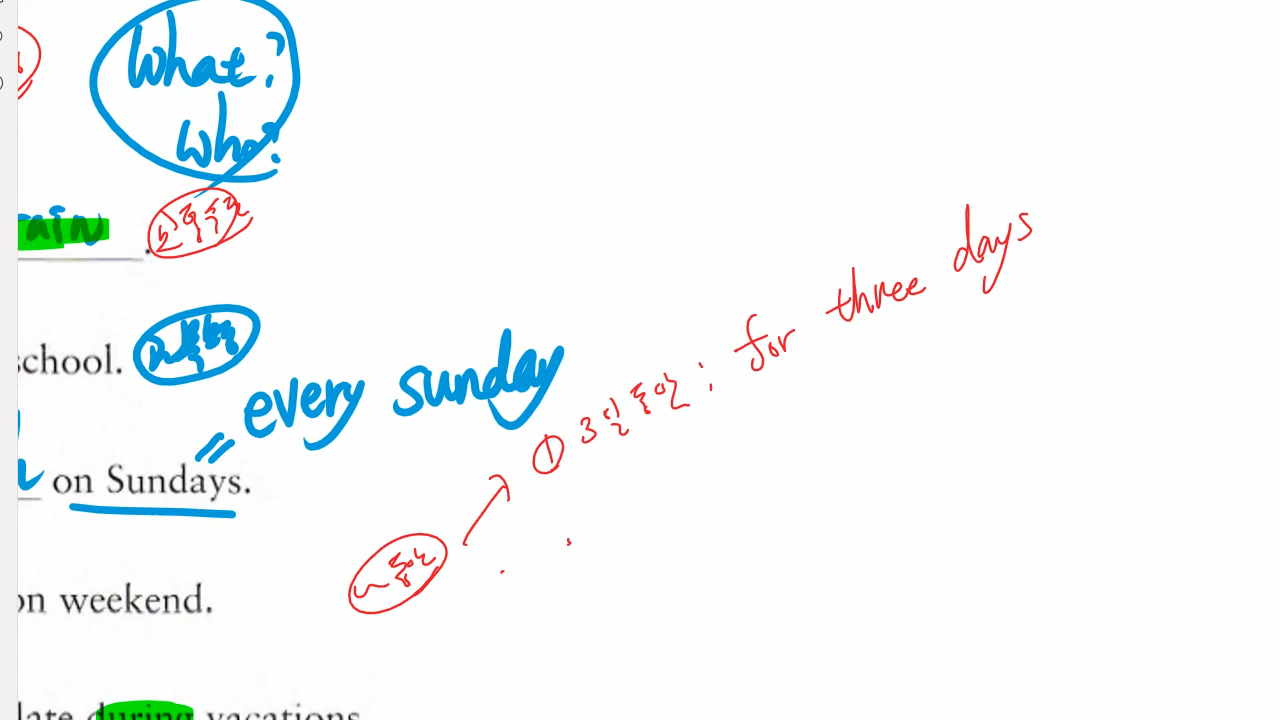 What?
Who?
ain
.
school.
every sunday
=
on Sundays.
① 3일 동안 : for three days
~동안
on weekend.
late during vacations